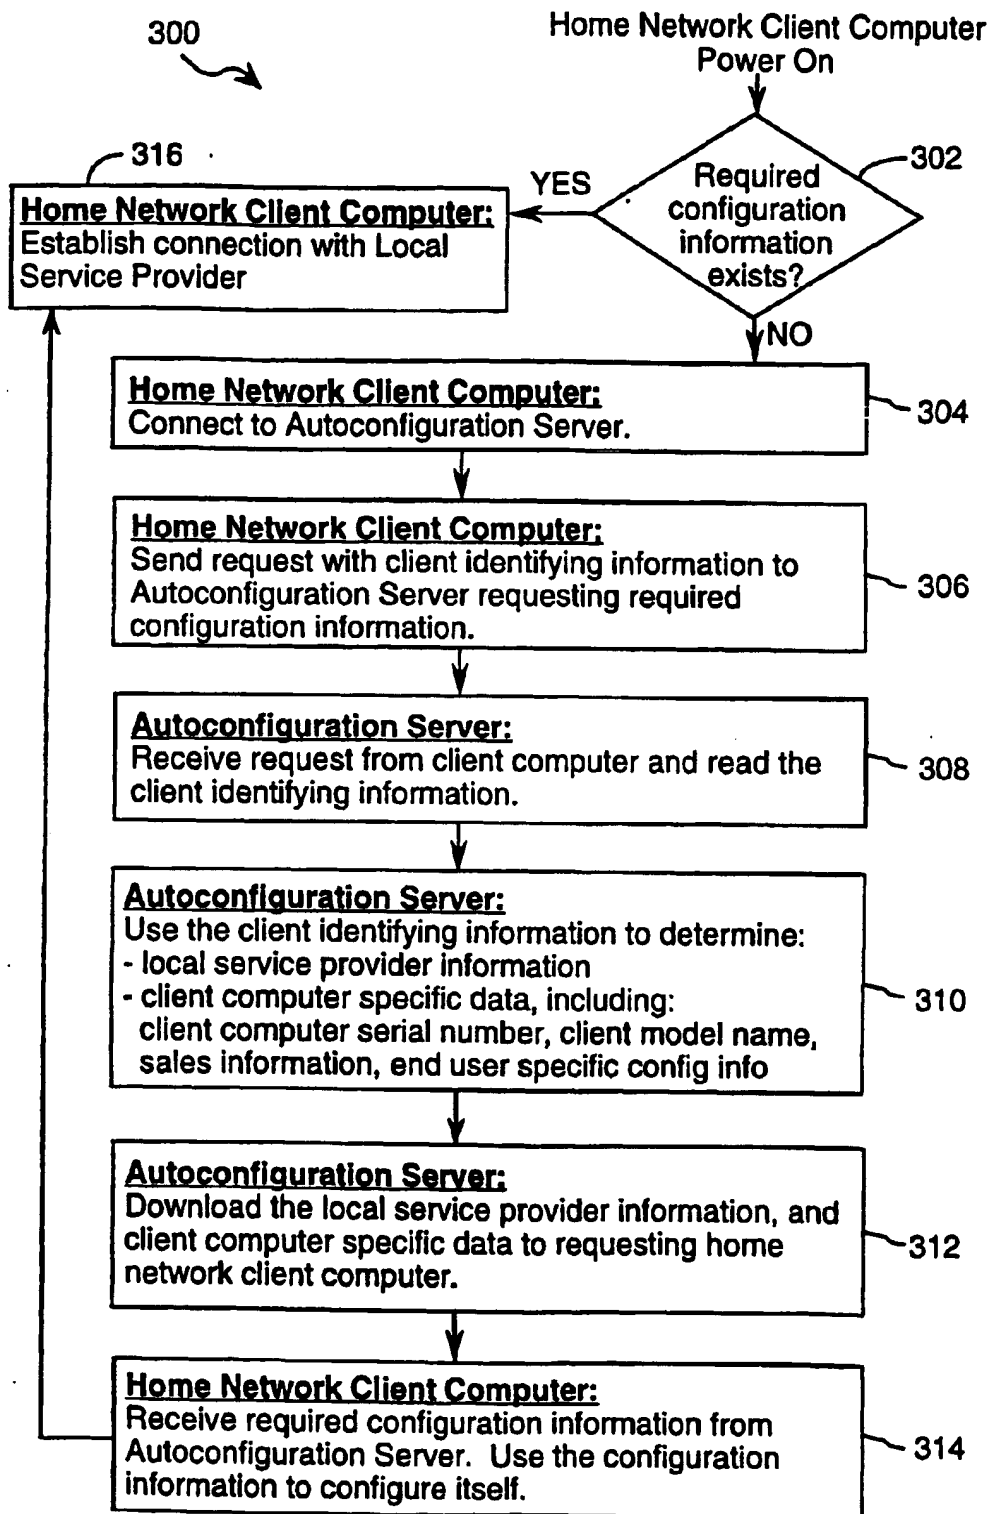 300
Home Network Client Computer
Power On
316
302
Required
configuration
information
exists?
YES
Home Network Client Computer:
Establish connection with Local
Service Provider
NO
Home Network Client Computer:
Connect to Autoconfiguration Server.
304
Home Network Client Computer:
Send request with client identifying information to
Autoconfiguration Server requesting required
configuration information.
306
Autoconfiguration Server:
Receive request from client computer and read the
client identifying information.
308
Autoconfiguration Server:
Use the client identifying information to determine:
- local service provider information
- client computer specific data, including:
client computer serial number, client model name,
sales information, end user specific config info
310
Autoconfiguration Server:
Download the local service provider information, and
client computer specific data to requesting home
network client computer.
312
Home Network Client Computer:
Receive required configuration information from
Autoconfiguration Server. Use the configuration
information to configure itself.
314